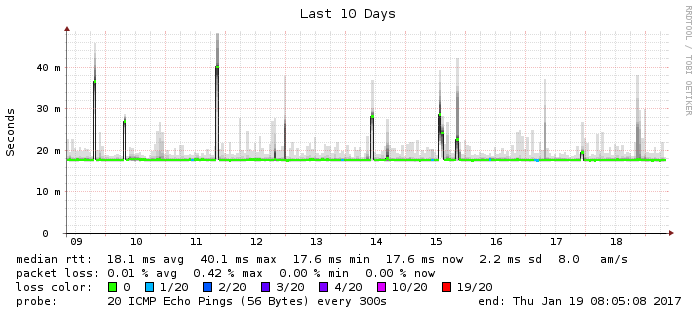 Last 10 Days
RRDTOOL / TOBI OETIKER
Seconds
40 m
30 m
20 m
10 m
0
09 10 11 12 13 14 15 16 17 18
median rtt: 18.1 ms avg 40.1 ms max 17.6 ms min 17.6 ms now 2.2 ms sd 8.0 am/s
packet loss: 0.01 % avg 0.42 % max 0.00 % min 0.00 % now
loss color: 0 1/20 2/20 3/20 4/20 10/20 19/20
probe: 20 ICMP Echo Pings (56 Bytes) every 300s end: Thu Jan 19 08:05:08 2017